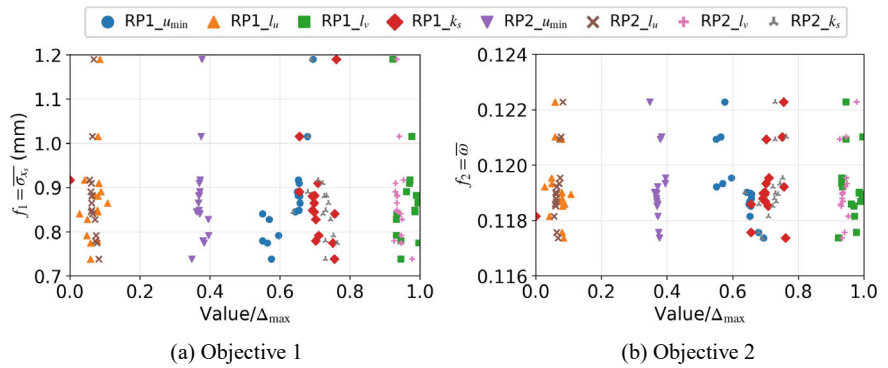 RP1_u_min RP1_l_u RP1_l_v RP1_k_s RP2_u_min RP2_l_u RP2_l_v RP2_k_s
f₁=σ̅_xₛ (mm)
1.2
1.1
1.0
0.9
0.8
0.7
0.0 0.2 0.4 0.6 0.8 1.0
Value/Δ_max
(a) Objective 1
f₂=ω̅
0.124
0.122
0.120
0.118
0.116
0.0 0.2 0.4 0.6 0.8 1.0
Value/Δ_max
(b) Objective 2